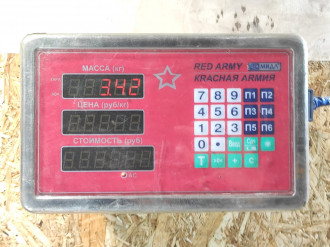 МАССА (кг)
3.42
ЦЕНА (руб/кг)
СТОИМОСТЬ (руб)
RED ARMY МИДЛ
КРАСНАЯ АРМИЯ
7 8 9 П1 П2
4 5 6 П3 П4
1 2 3 П5 П6
0 •
T + C